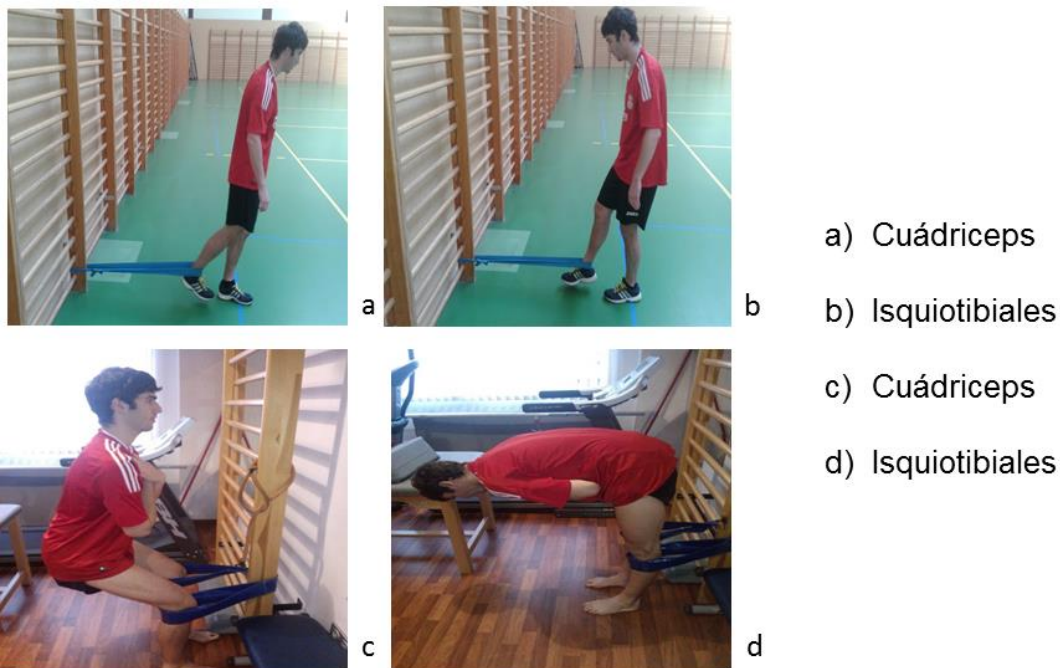 a
b
c
d
a) Cuádriceps
b) Isquiotibiales
c) Cuádriceps
d) Isquiotibiales